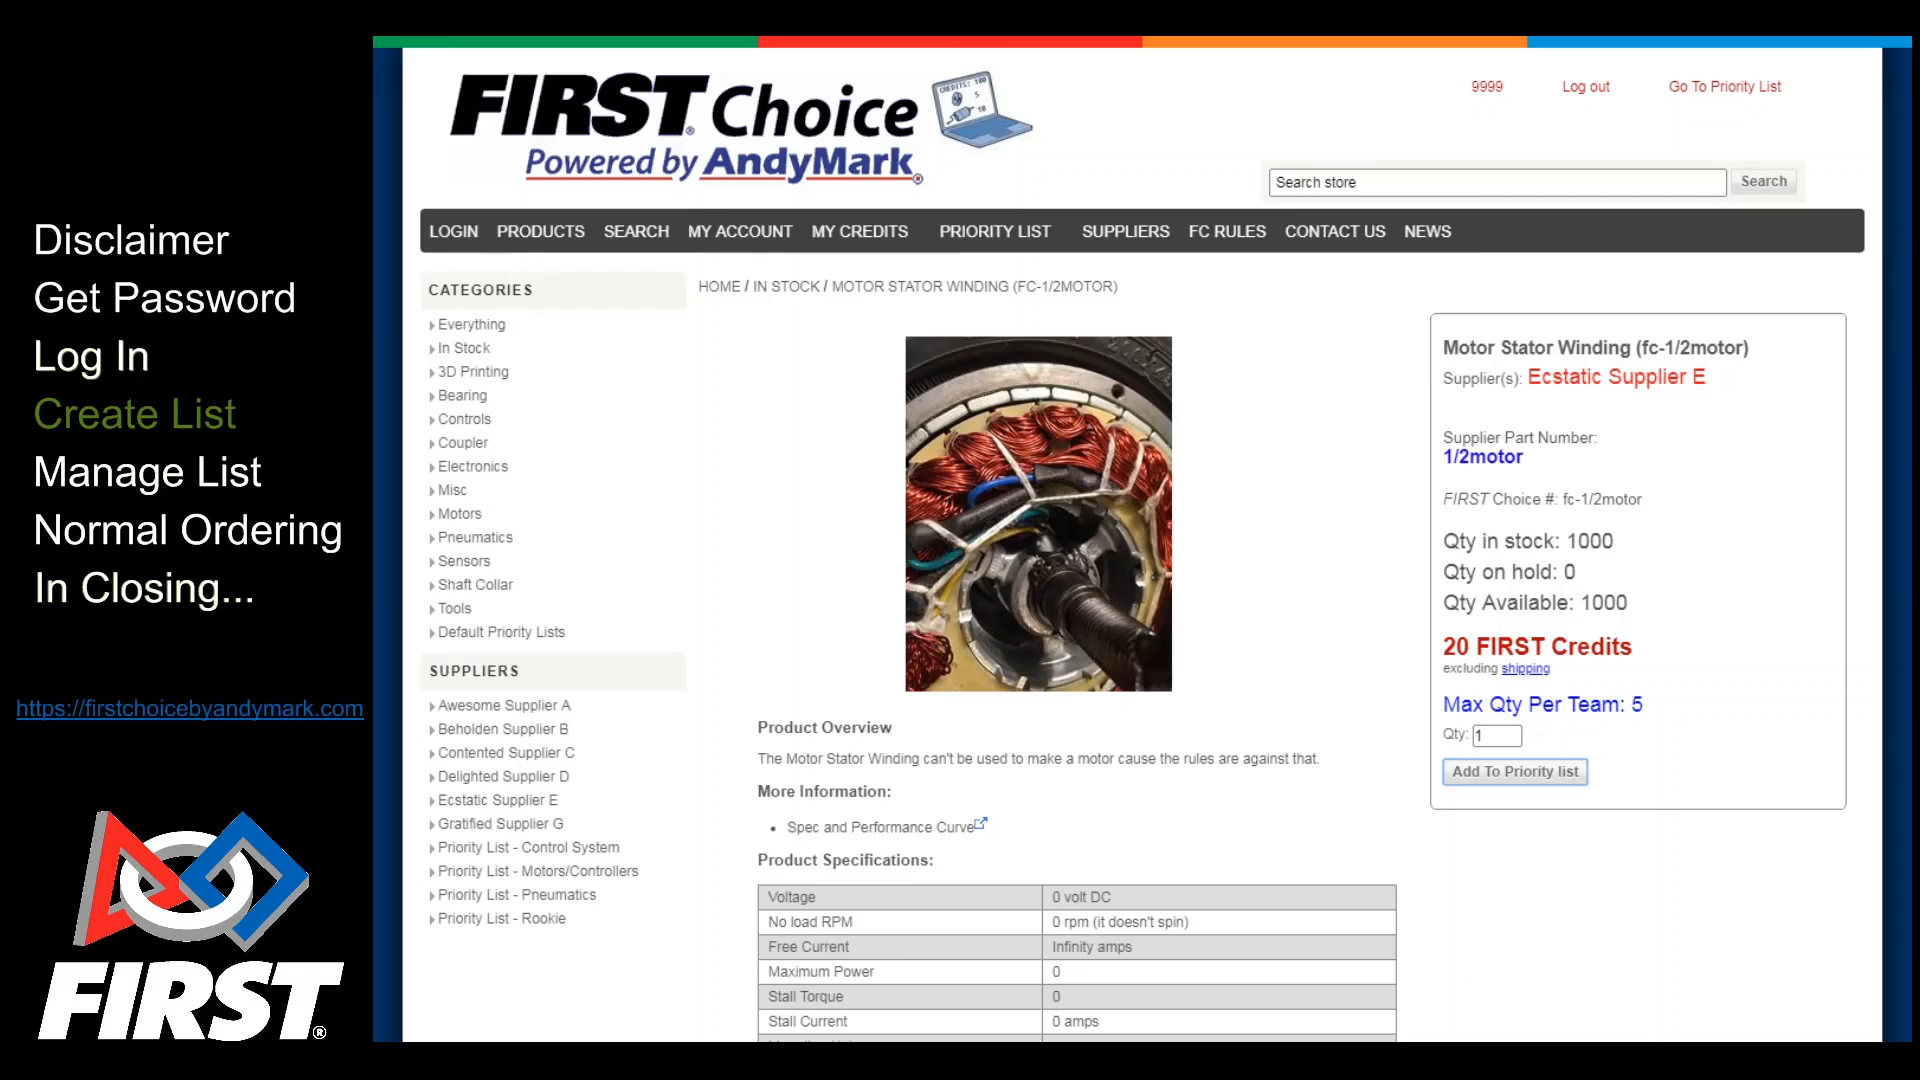 Disclaimer
Get Password
Log In
Create List
Manage List
Normal Ordering
In Closing...
https://firstchoicebyandymark.com
FIRST®
FIRST® Choice
Powered by AndyMark®
CREDITS: 100
5
10
9999 Log out Go To Priority List
Search store Search
LOGIN PRODUCTS SEARCH MY ACCOUNT MY CREDITS PRIORITY LIST SUPPLIERS FC RULES CONTACT US NEWS
CATEGORIES
Everything
In Stock
3D Printing
Bearing
Controls
Coupler
Electronics
Misc
Motors
Pneumatics
Sensors
Shaft Collar
Tools
Default Priority Lists
SUPPLIERS
Awesome Supplier A
Beholden Supplier B
Contented Supplier C
Delighted Supplier D
Ecstatic Supplier E
Gratified Supplier G
Priority List - Control System
Priority List - Motors/Controllers
Priority List - Pneumatics
Priority List - Rookie
HOME / IN STOCK / MOTOR STATOR WINDING (FC-1/2MOTOR)
Product Overview
The Motor Stator Winding can't be used to make a motor cause the rules are against that.
More Information:
• Spec and Performance Curve
Product Specifications:
Voltage 0 volt DC
No load RPM 0 rpm (it doesn't spin)
Free Current Infinity amps
Maximum Power 0
Stall Torque 0
Stall Current 0 amps
Motor Stator Winding (fc-1/2motor)
Supplier(s): Ecstatic Supplier E
Supplier Part Number:
1/2motor
FIRST Choice #: fc-1/2motor
Qty in stock: 1000
Qty on hold: 0
Qty Available: 1000
20 FIRST Credits
excluding shipping
Max Qty Per Team: 5
Qty: 1
Add To Priority list